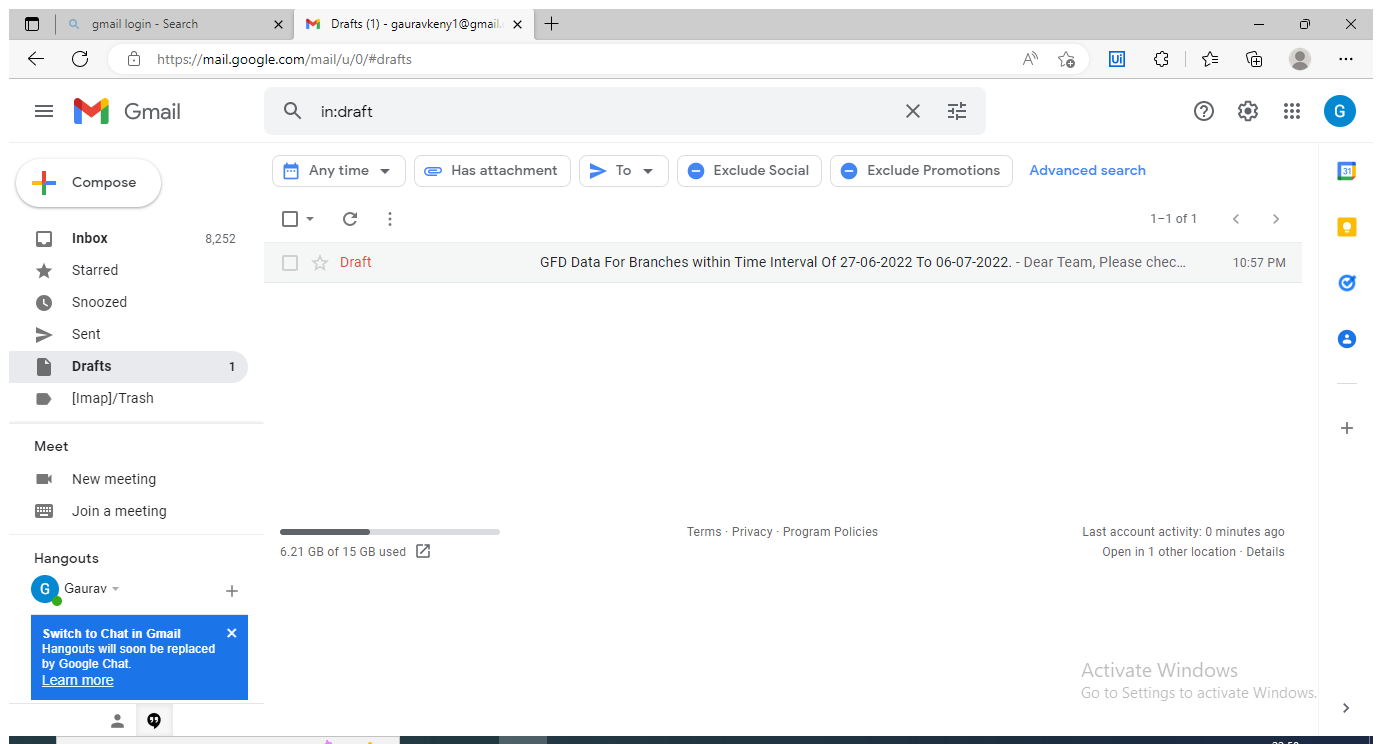 gmail login - Search
Drafts (1) - gauravkeny1@gmail.
https://mail.google.com/mail/u/0/#drafts
Gmail
in:draft
G
Compose
Any time
Has attachment
To
Exclude Social
Exclude Promotions
Advanced search
1–1 of 1
Inbox 8,252
Starred
Snoozed
Sent
Drafts 1
[Imap]/Trash
Draft GFD Data For Branches within Time Interval Of 27-06-2022 To 06-07-2022. - Dear Team, Please chec… 10:57 PM
Meet
New meeting
Join a meeting
Hangouts
G Gaurav
Switch to Chat in Gmail
Hangouts will soon be replaced
by Google Chat.
Learn more
6.21 GB of 15 GB used
Terms · Privacy · Program Policies
Last account activity: 0 minutes ago
Open in 1 other location · Details
Activate Windows
Go to Settings to activate Windows.
31
Ui